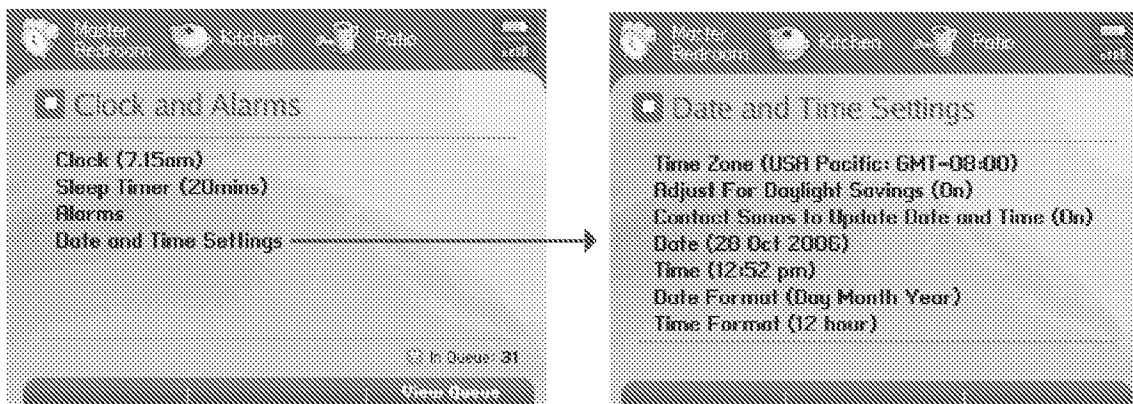 Master
Bedroom
Kitchen
Patio
Clock and Alarms
Clock (7.15am)
Sleep Timer (20mins)
Alarms
Date and Time Settings
In Queue: 31
View Queue
Master
Bedroom
Kitchen
Patio
Date and Time Settings
Time Zone (USA Pacific: GMT-08:00)
Adjust For Daylight Savings (On)
Contact Sonos to Update Date and Time (On)
Date (28 Oct 2006)
Time (12:52 pm)
Date Format (Day Month Year)
Time Format (12 hour)